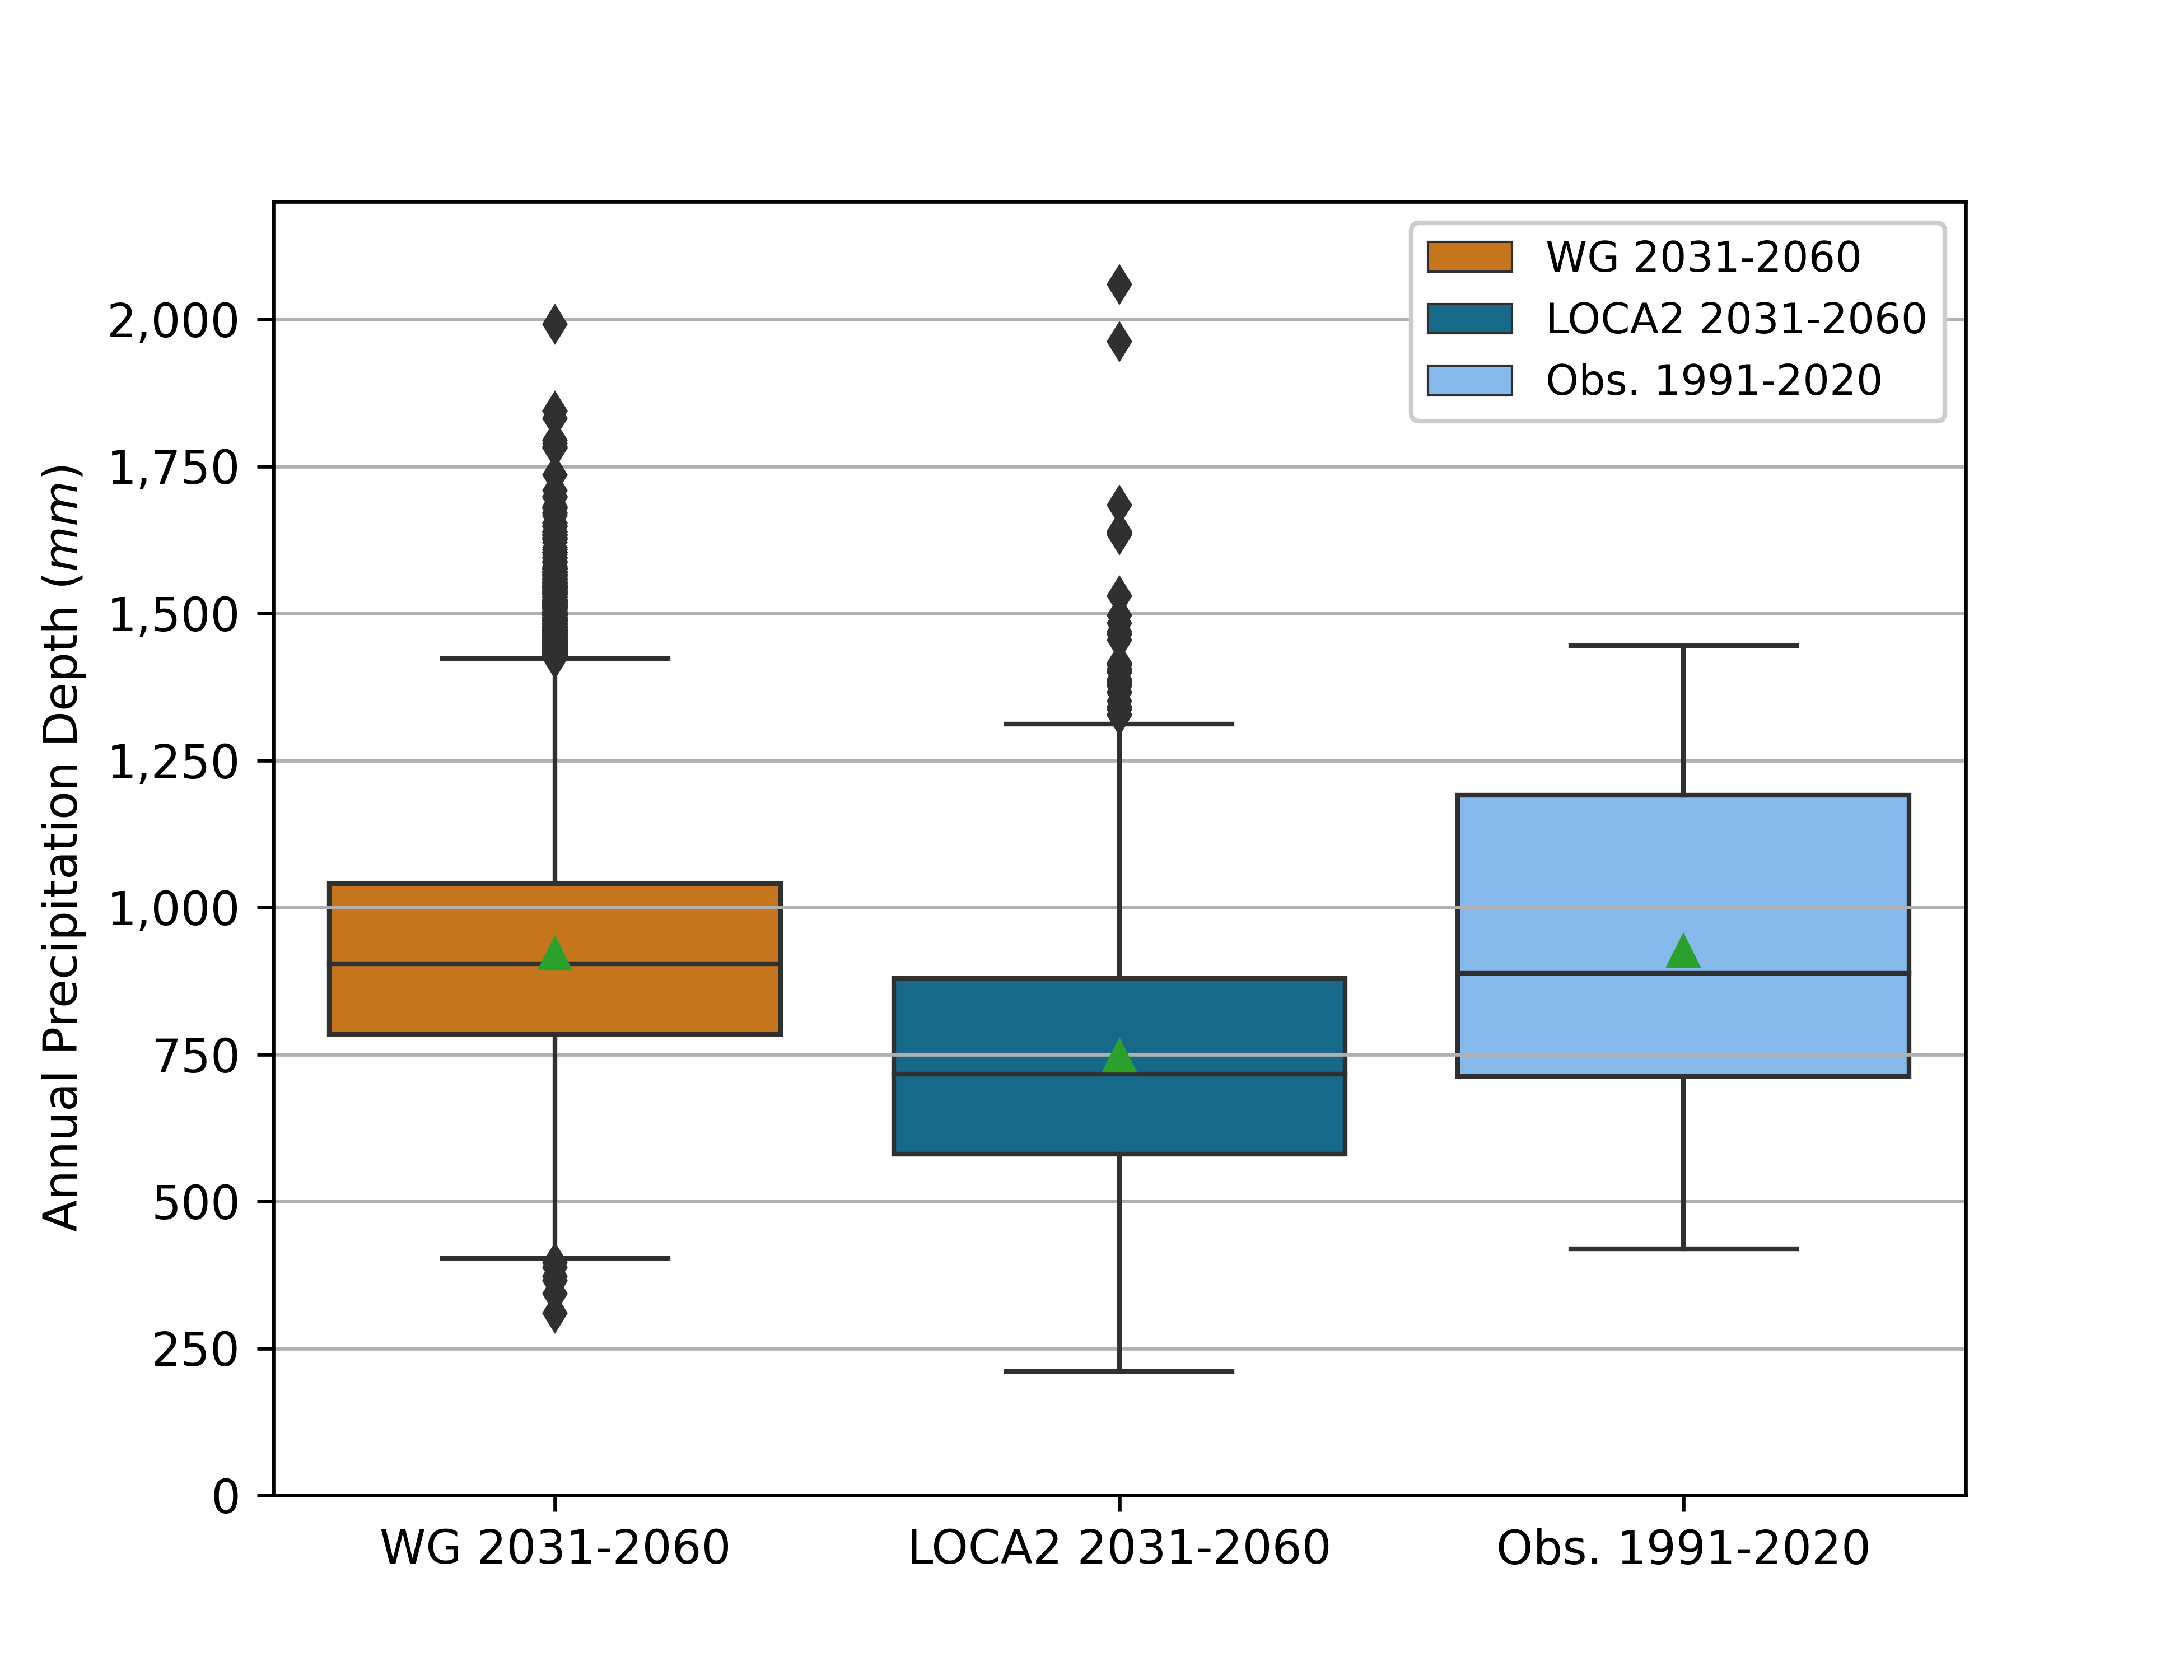 WG 2031-2060
LOCA2 2031-2060
Obs. 1991-2020
Annual Precipitation Depth (mm)
2,000
1,750
1,500
1,250
1,000
750
500
250
0
WG 2031-2060
LOCA2 2031-2060
Obs. 1991-2020